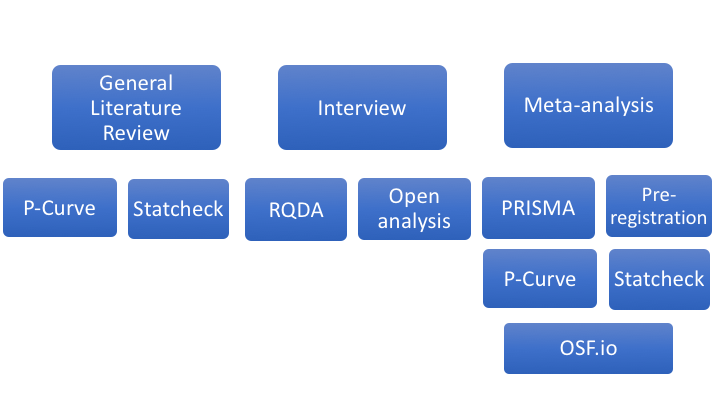 General
Literature
Review
Interview
Meta-analysis
P-Curve
Statcheck
RQDA
Open
analysis
PRISMA
Pre-
registration
P-Curve
Statcheck
OSF.io